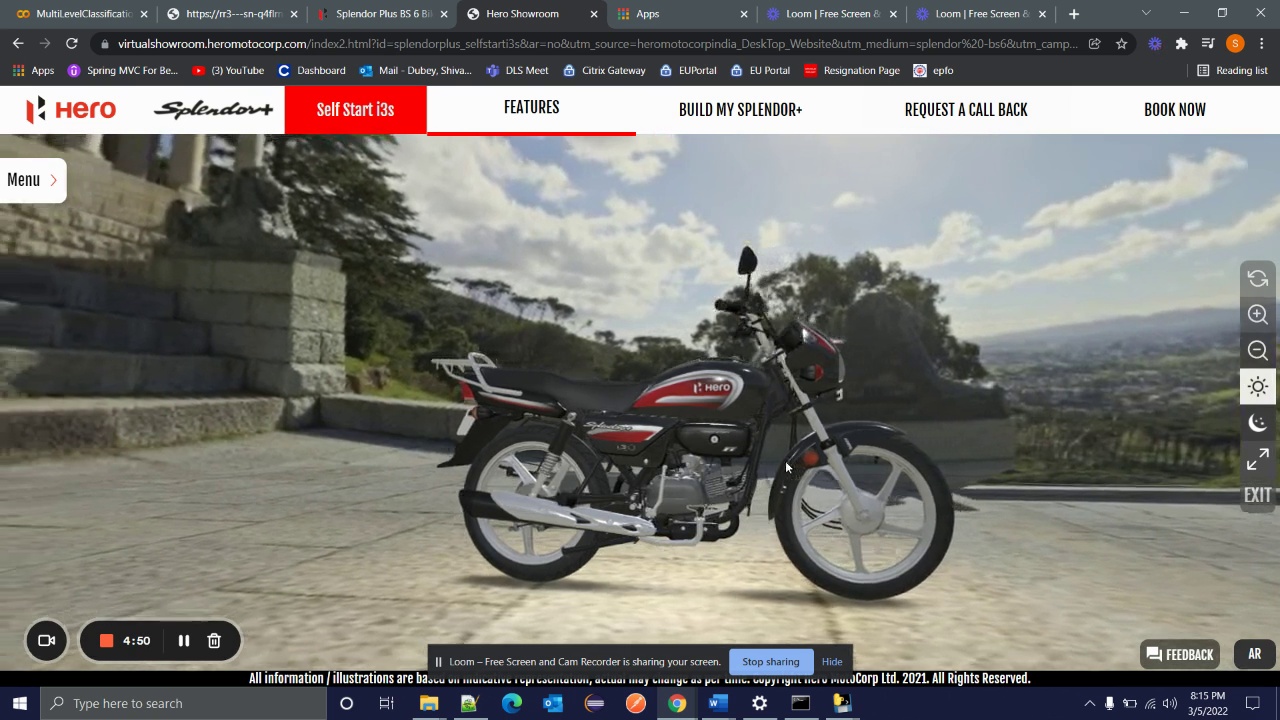 MultiLevelClassificatio
https://rr3---sn-q4flrn
Splendor Plus BS 6 Bik
Hero Showroom
Apps
Loom | Free Screen &
Loom | Free Screen &
virtualshowroom.heromotocorp.com/index2.html?id=splendorplus_selfstarti3s&at=no&utm_source=heromotocorpindia_DeskTop_Website&utm_medium=splendor%20-bs6&utm_camp...
S
Apps
Spring MVC For Be...
(3) YouTube
Dashboard
Mail - Dubey, Shiva...
DLS Meet
Citrix Gateway
EUPortal
EU Portal
Resignation Page
epfo
Reading list
Hero
Splendor+
Self Start i3s
FEATURES
BUILD MY SPLENDOR+
REQUEST A CALL BACK
BOOK NOW
Menu
Hero
Splendor+
EXIT
4:50
Loom – Free Screen and Cam Recorder is sharing your screen.
Stop sharing
Hide
FEEDBACK
AR
All information / illustrations are based on indicative representation, actual may change as per time. Copyright Hero MotoCorp Ltd. 2021. All Rights Reserved.
Type here to search
8:15 PM
3/5/2022